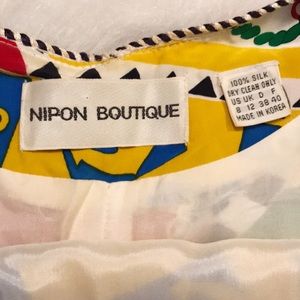 NIPON BOUTIQUE
100% SILK
DRY CLEAN ONLY
US UK D F
8 12 38 40
MADE IN KOREA